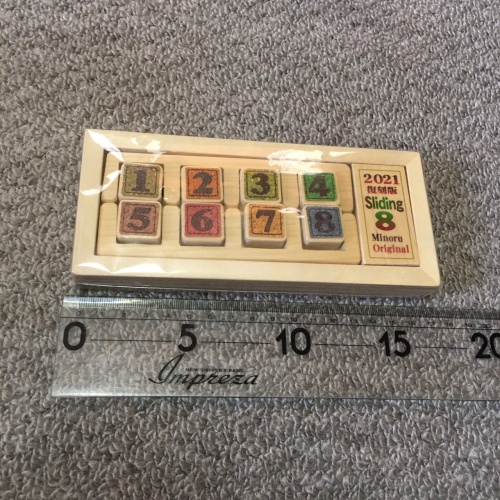 1 2 3 4
5 6 7 8
2021
復刻版
Sliding
8
Minoru
Original
0 5 10 15 20
Impreza